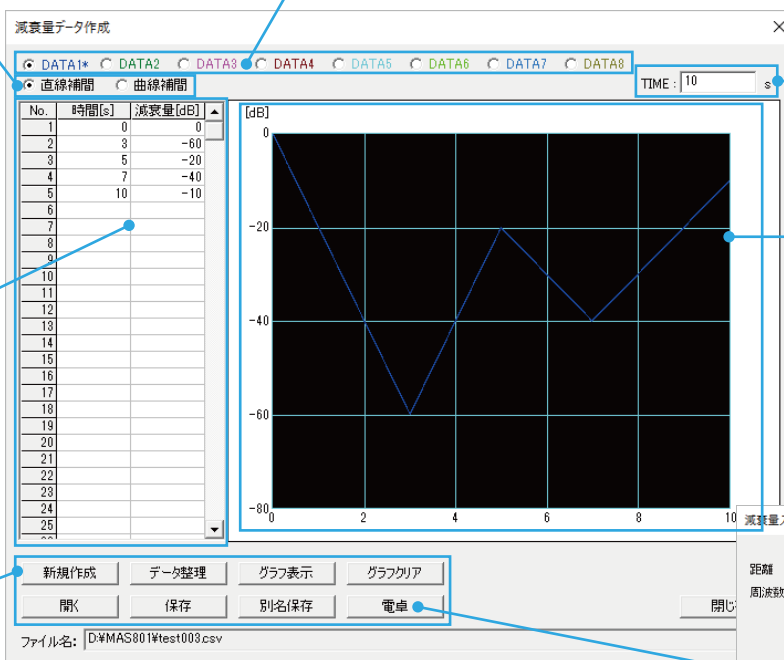 減衰量データ作成
DATA1* DATA2 DATA3 DATA4 DATA5 DATA6 DATA7 DATA8
直線補間 曲線補間
TIME : 10 s
No. 時間[s] 減衰量[dB]
1 0 0
2 3 -60
3 5 -20
4 7 -40
5 10 -10
6
7
8
9
10
11
12
13
14
15
16
17
18
19
20
21
22
23
24
25
[dB]
0
-20
-40
-60
-80
0 2 4 6 8 10
減衰量
距離
周波数
新規作成 データ整理 グラフ表示 グラフクリア
開く 保存 別名保存 電卓 閉じ
ファイル名: D:¥MAS801¥test003.csv